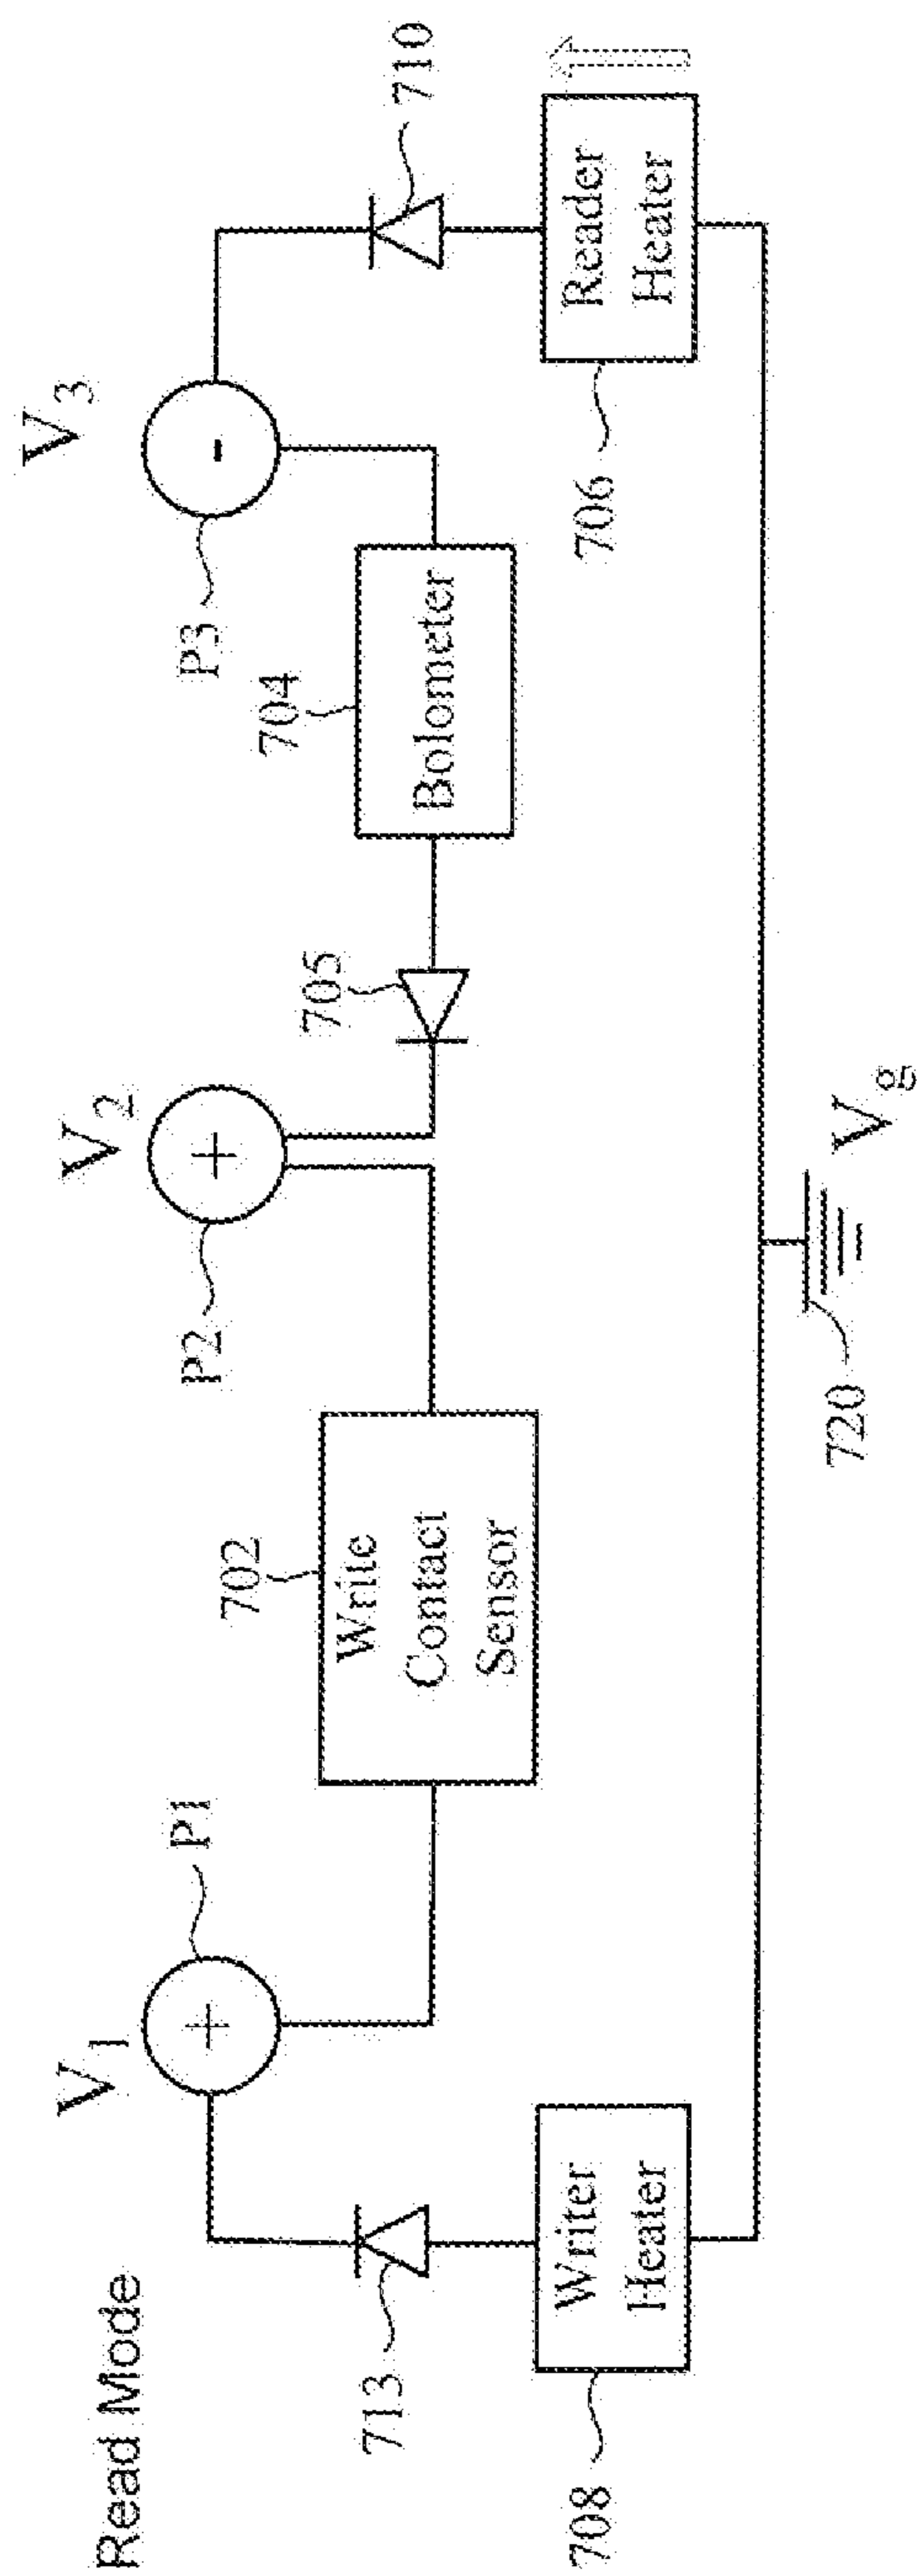 Read Mode
V1
V2
V3
+
+
-
P1
P2
P3
702
704
705
710
713
Write
Contact
Sensor
Bolometer
Writer
Heater
Reader
Heater
708
706
720
Vg